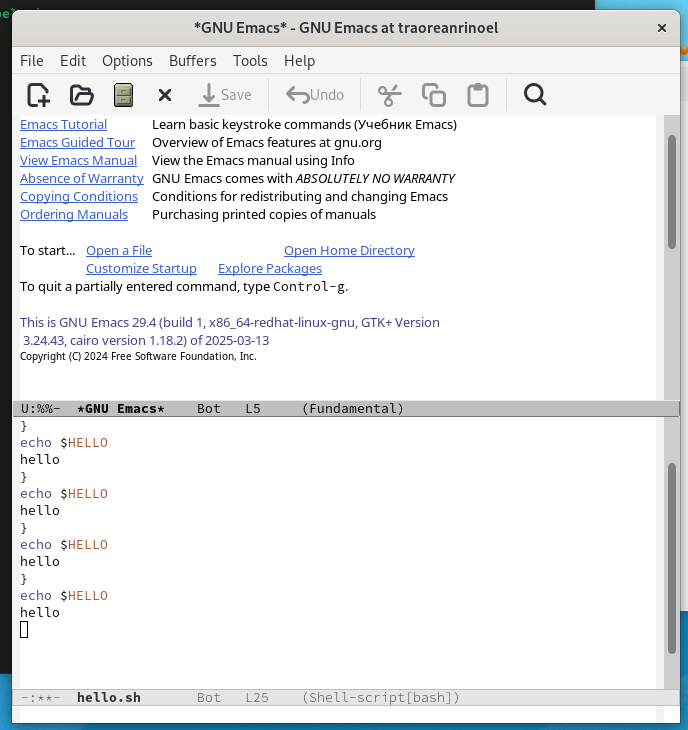 *GNU Emacs* - GNU Emacs at traoreanrinoel
File Edit Options Buffers Tools Help
Save Undo
Emacs Tutorial Learn basic keystroke commands (Учебник Emacs)
Emacs Guided Tour Overview of Emacs features at gnu.org
View Emacs Manual View the Emacs manual using Info
Absence of Warranty GNU Emacs comes with ABSOLUTELY NO WARRANTY
Copying Conditions Conditions for redistributing and changing Emacs
Ordering Manuals Purchasing printed copies of manuals
To start... Open a File Open Home Directory
Customize Startup Explore Packages
To quit a partially entered command, type Control-g.
This is GNU Emacs 29.4 (build 1, x86_64-redhat-linux-gnu, GTK+ Version
3.24.43, cairo version 1.18.2) of 2025-03-13
Copyright (C) 2024 Free Software Foundation, Inc.
U:%%- *GNU Emacs* Bot L5 (Fundamental)
}
echo $HELLO
hello
}
echo $HELLO
hello
}
echo $HELLO
hello
}
echo $HELLO
hello
-:**- hello.sh Bot L25 (Shell-script[bash])